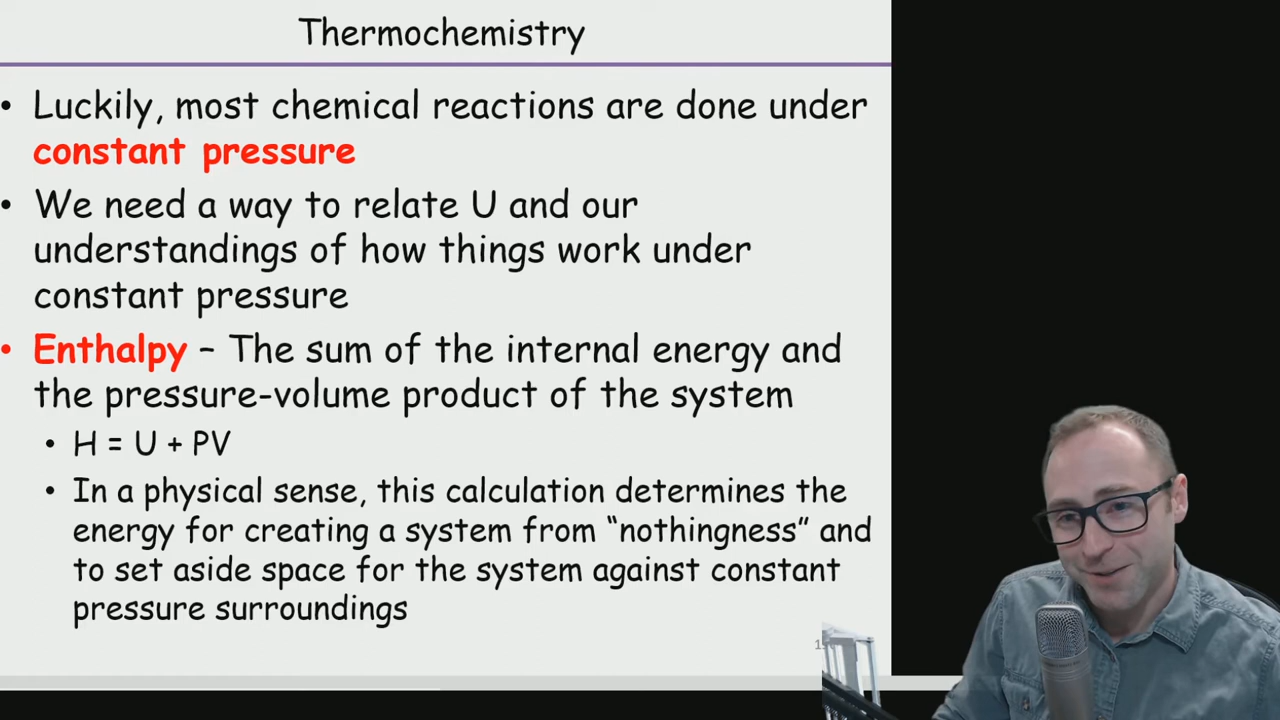 Thermochemistry
• Luckily, most chemical reactions are done under
constant pressure
• We need a way to relate U and our
understandings of how things work under
constant pressure
• Enthalpy – The sum of the internal energy and
the pressure-volume product of the system
• H = U + PV
• In a physical sense, this calculation determines the
energy for creating a system from “nothingness” and
to set aside space for the system against constant
pressure surroundings